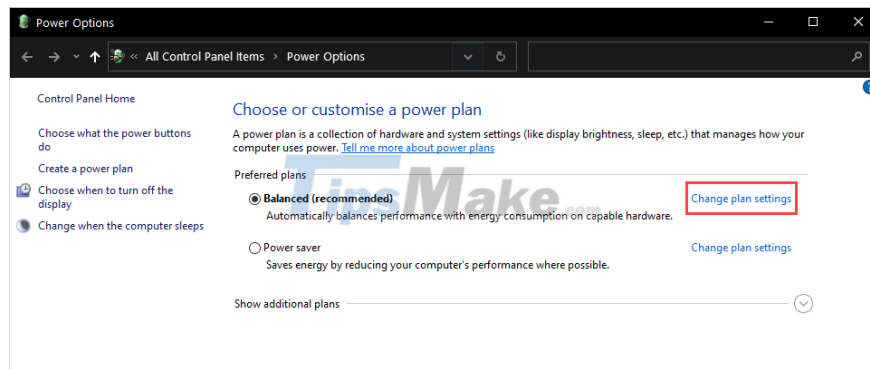 Power Options
« All Control Panel Items > Power Options
Control Panel Home
Choose what the power buttons
do
Create a power plan
Choose when to turn off the
display
Change when the computer sleeps
Choose or customise a power plan
A power plan is a collection of hardware and system settings (like display brightness, sleep, etc.) that manages how your
computer uses power. Tell me more about power plans
Preferred plans
Balanced (recommended) Change plan settings
Automatically balances performance with energy consumption on capable hardware.
Power saver Change plan settings
Saves energy by reducing your computer's performance where possible.
Show additional plans
TipsMake.com